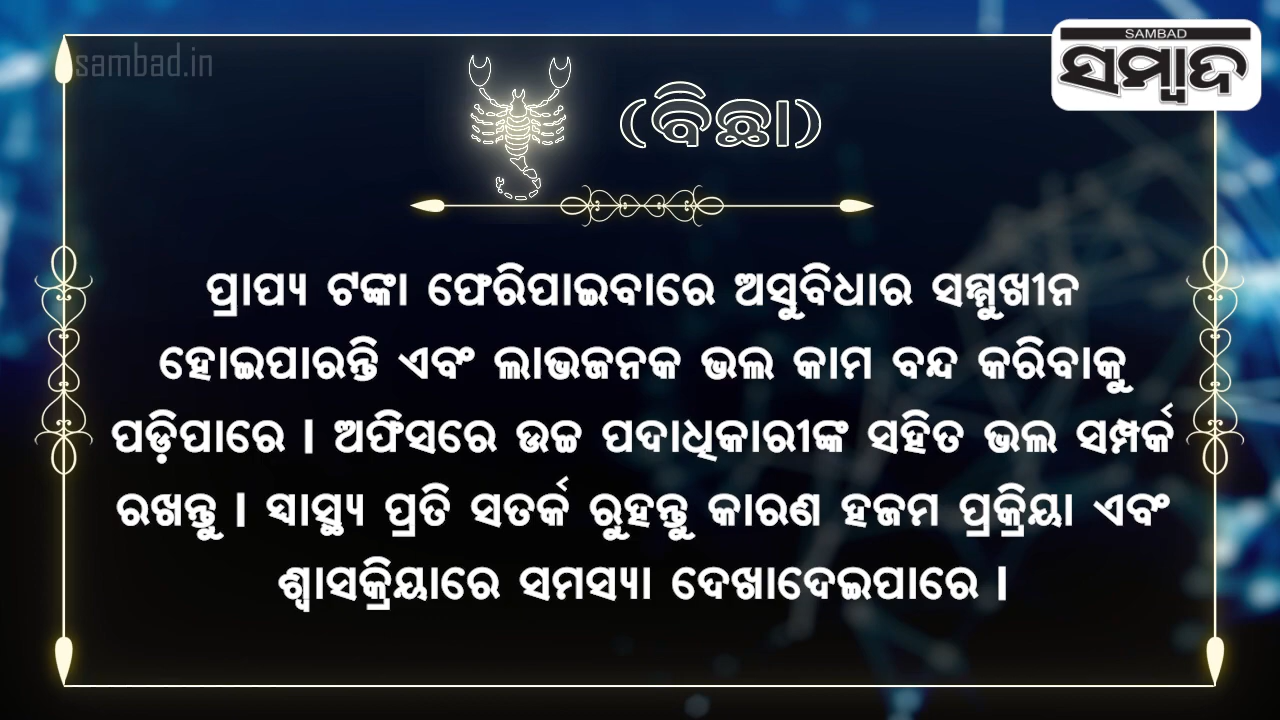 sambad.in
SAMBAD
ସମ୍ବାଦ
(ବିଛା)
ପ୍ରାପ୍ୟ ଟଙ୍କା ଫେରିପାଇବାରେ ଅସୁବିଧାର ସମ୍ମୁଖୀନ
ହୋଇପାରନ୍ତି ଏବଂ ଲାଭଜନକ ଭଲ କାମ ବନ୍ଦ କରିବାକୁ
ପଡ଼ିପାରେ । ଅଫିସରେ ଉଚ୍ଚ ପଦାଧିକାରୀଙ୍କ ସହିତ ଭଲ ସମ୍ପର୍କ
ରଖନ୍ତୁ । ସ୍ୱାସ୍ଥ୍ୟ ପ୍ରତି ସତର୍କ ରୁହନ୍ତୁ କାରଣ ହଜମ ପ୍ରକ୍ରିୟା ଏବଂ
ଶ୍ୱାସକ୍ରିୟାରେ ସମସ୍ୟା ଦେଖାଦେଇପାରେ ।